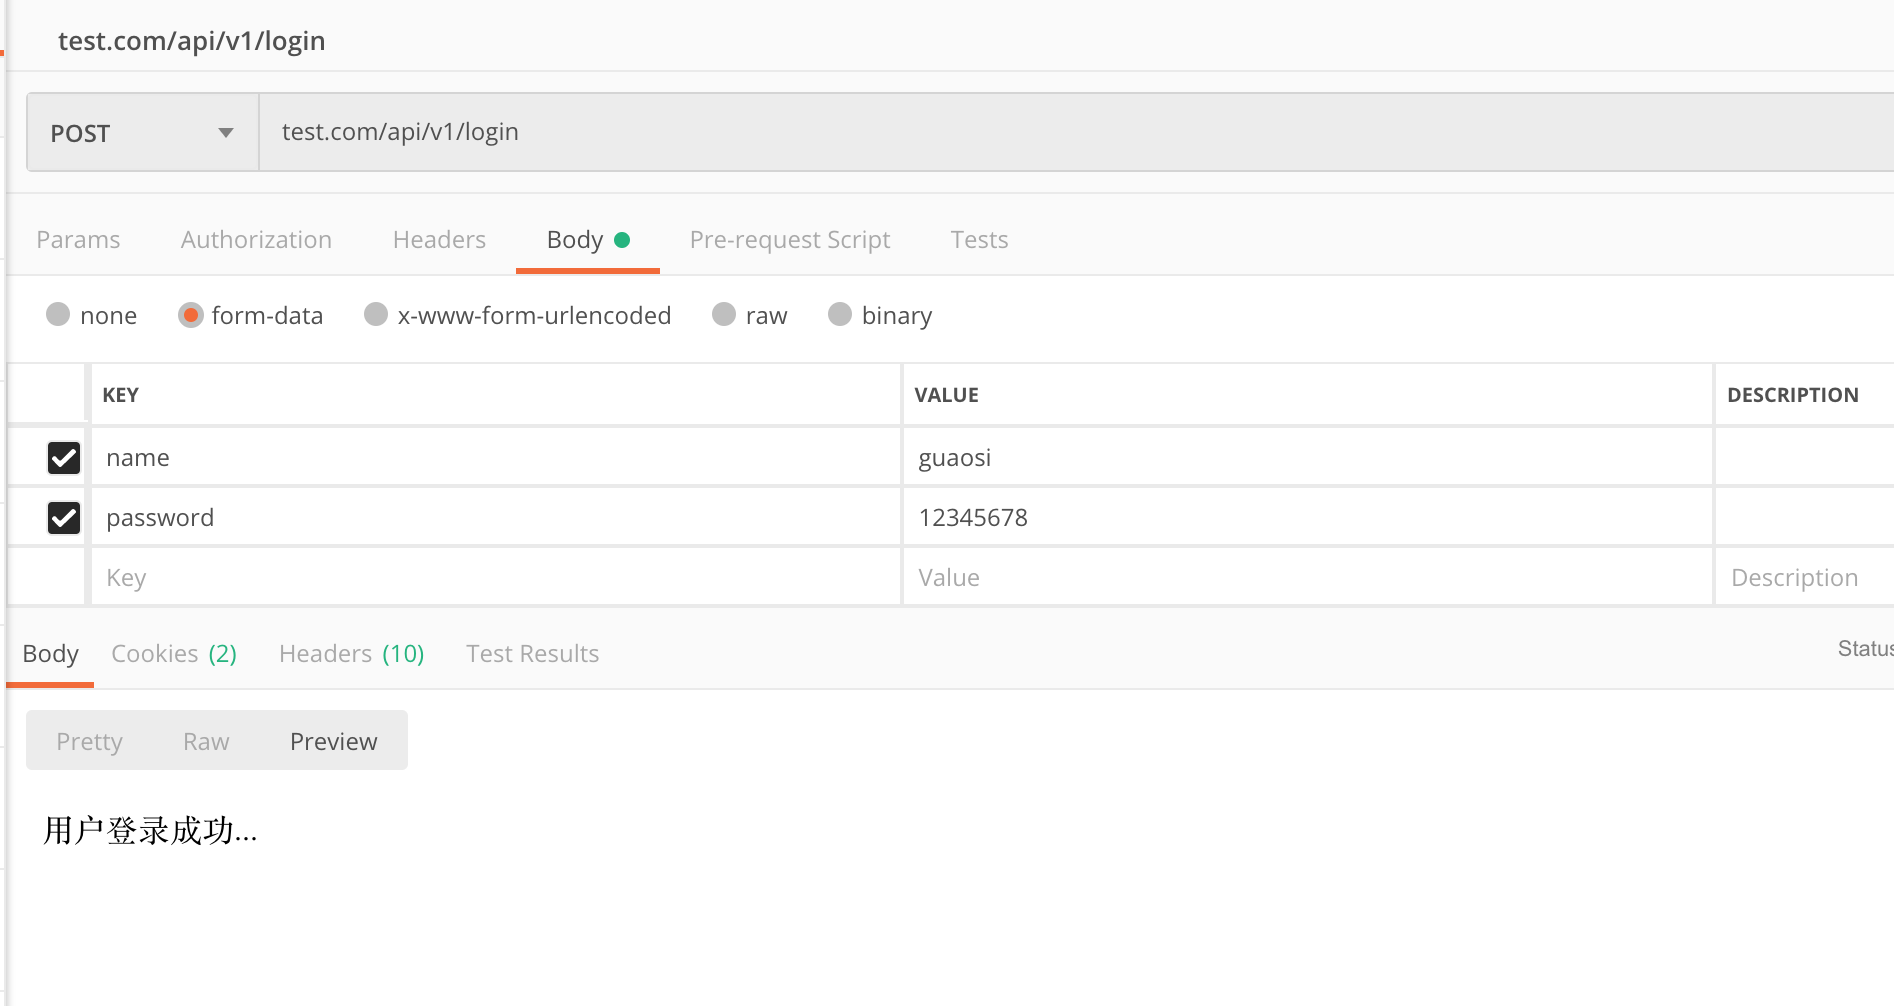 test.com/api/v1/login
POST test.com/api/v1/login
Params Authorization Headers Body Pre-request Script Tests
none form-data x-www-form-urlencoded raw binary
KEY VALUE DESCRIPTION
name guaosi
password 12345678
Key Value Description
Body Cookies (2) Headers (10) Test Results Status
Pretty Raw Preview
用户登录成功...